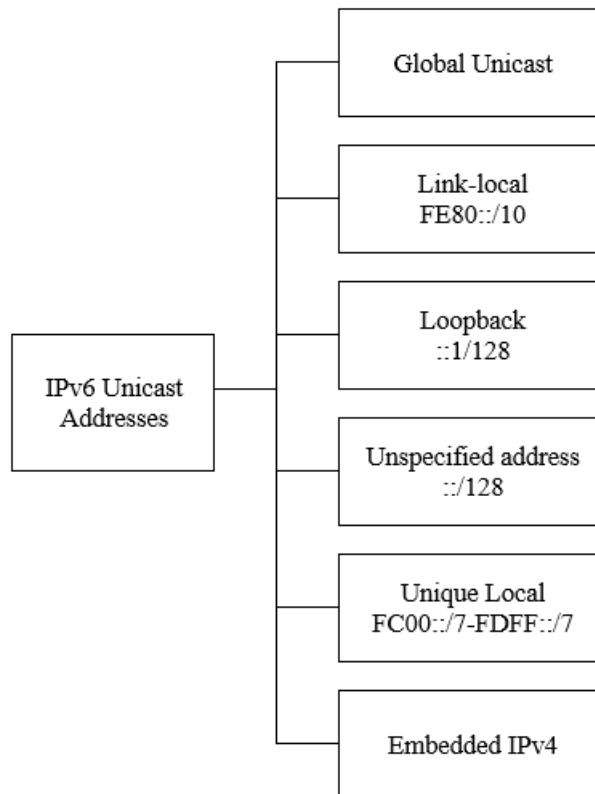 Global Unicast
Link-local
FE80::/10
Loopback
::1/128
IPv6 Unicast
Addresses
Unspecified address
::/128
Unique Local
FC00::/7-FDFF::/7
Embedded IPv4